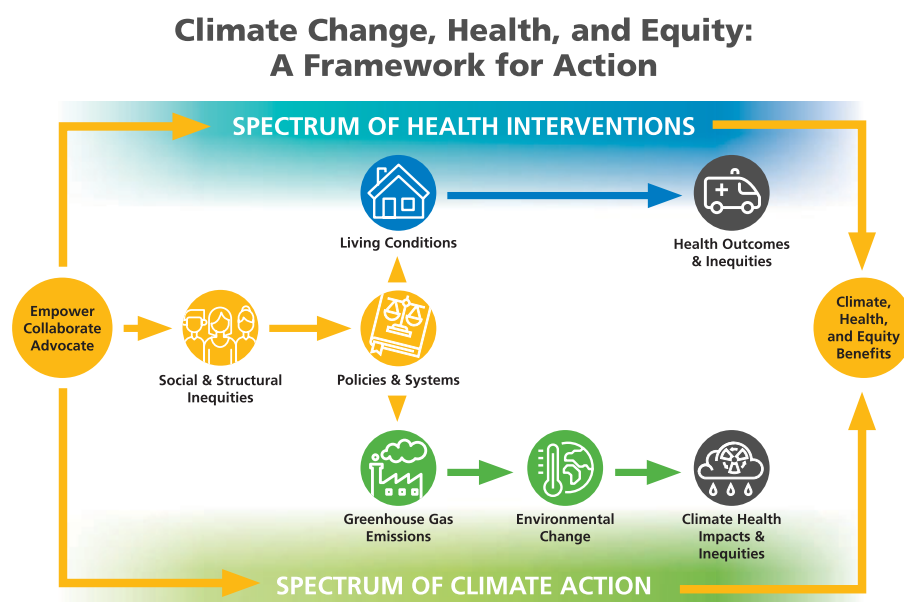 Climate Change, Health, and Equity:
A Framework for Action
SPECTRUM OF HEALTH INTERVENTIONS
Living Conditions
Health Outcomes
& Inequities
Empower
Collaborate
Advocate
Social & Structural
Inequities
Policies & Systems
Climate,
Health,
and Equity
Benefits
Greenhouse Gas
Emissions
Environmental
Change
Climate Health
Impacts &
Inequities
SPECTRUM OF CLIMATE ACTION